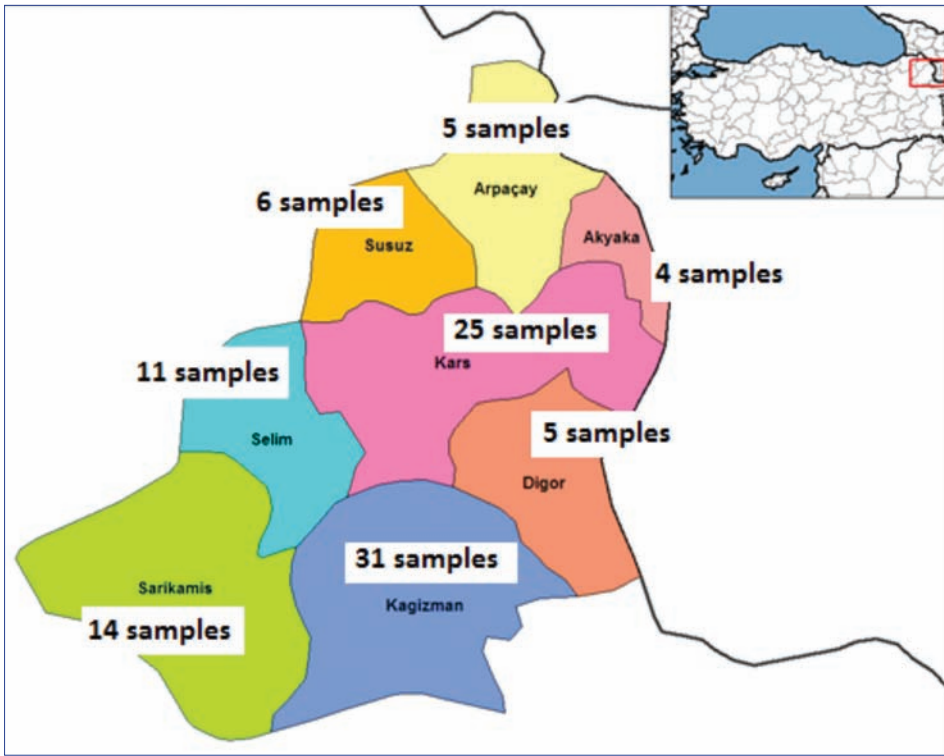 5 samples
Arpaçay
6 samples
Susuz
Akyaka
4 samples
25 samples
Kars
11 samples
Selim
5 samples
Digor
31 samples
Kagizman
Sarikamis
14 samples